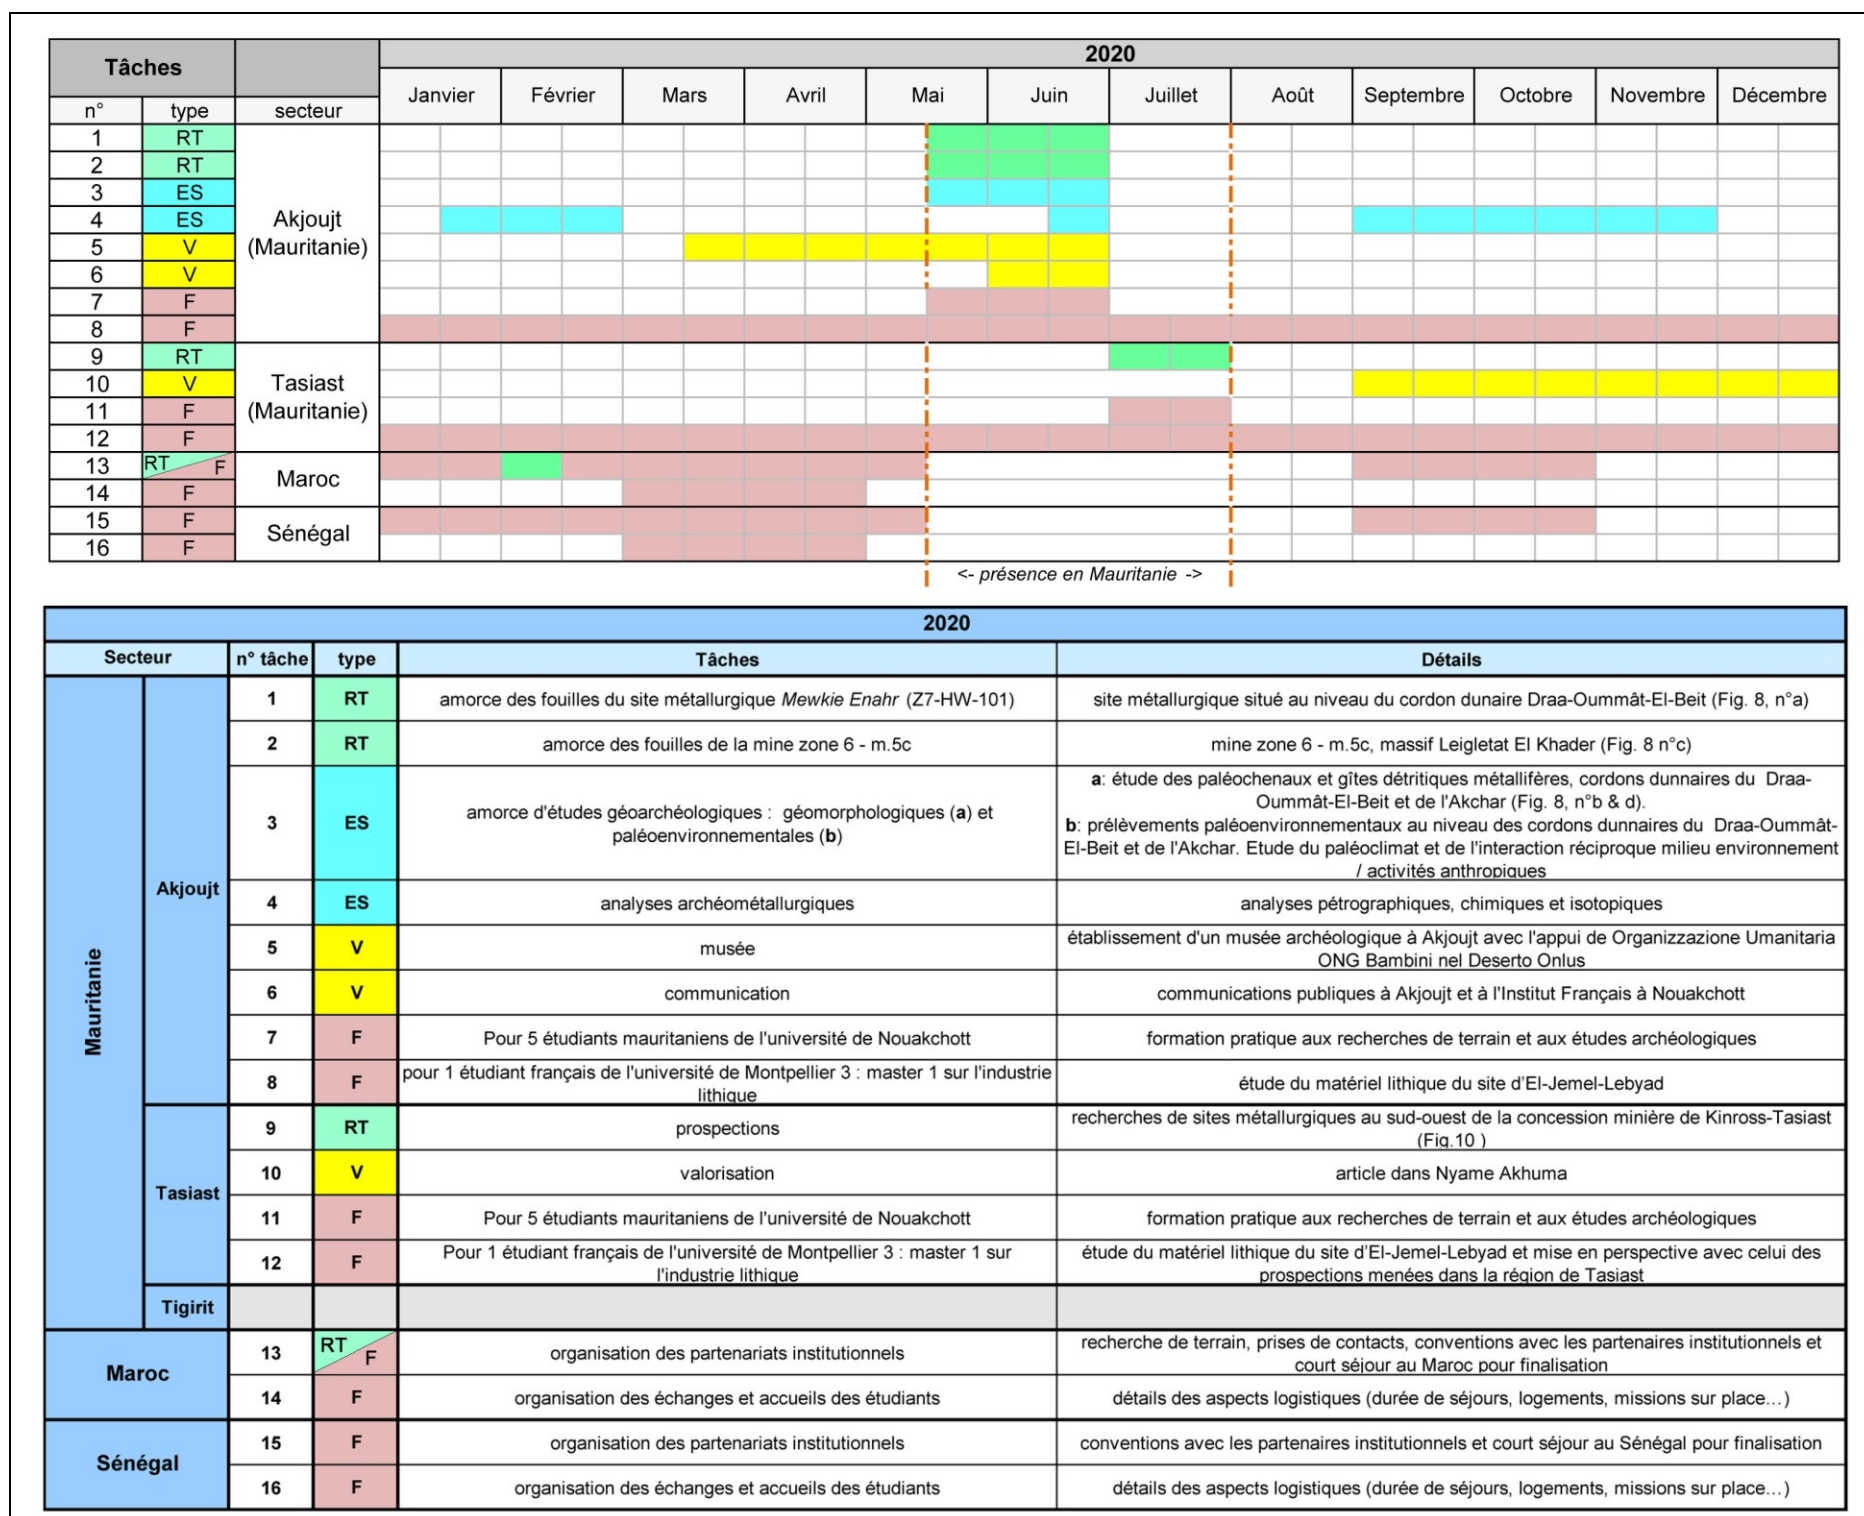 2020
Tâches
Janvier Février Mars Avril Mai Juin Juillet Août Septembre Octobre Novembre Décembre
n° type secteur
1 RT
2 RT
3 ES
4 ES
Akjoujt
(Mauritanie)
5 V
6 V
7 F
8 F
9 RT
10 V
Tasiast
(Mauritanie)
11 F
12 F
13 RT F
Maroc
14 F
15 F
Sénégal
16 F
<- présence en Mauritanie ->
2020
Secteur n° tâche type Tâches Détails
Mauritanie
Akjoujt
1 RT amorce des fouilles du site métallurgique Mewkie Enahr (Z7-HW-101) site métallurgique situé au niveau du cordon dunaire Draa-Oummât-El-Beit (Fig. 8, n°a)
2 RT amorce des fouilles de la mine zone 6 - m.5c mine zone 6 - m.5c, massif Leigletat El Khader (Fig. 8 n°c)
3 ES amorce d'études géoarchéologiques : géomorphologiques (a) et
paléoenvironnementales (b)
a: étude des paléochenaux et gîtes détritiques métallifères, cordons dunnaires du Draa-
Oummât-El-Beit et de l'Akchar (Fig. 8, n°b & d).
b: prélèvements paléoenvironnementaux au niveau des cordons dunnaires du Draa-Oummât-
El-Beit et de l'Akchar. Etude du paléoclimat et de l'interaction réciproque milieu environnement
/ activités anthropiques
4 ES analyses archéométallurgiques analyses pétrographiques, chimiques et isotopiques
5 V musée établissement d'un musée archéologique à Akjoujt avec l'appui de Organizzazione Umanitaria
ONG Bambini nel Deserto Onlus
6 V communication communications publiques à Akjoujt et à l'Institut Français à Nouakchott
7 F Pour 5 étudiants mauritaniens de l'université de Nouakchott formation pratique aux recherches de terrain et aux études archéologiques
8 F pour 1 étudiant français de l'université de Montpellier 3 : master 1 sur l'industrie
lithique
étude du matériel lithique du site d'El-Jemel-Lebyad
Tasiast
9 RT prospections recherches de sites métallurgiques au sud-ouest de la concession minière de Kinross-Tasiast
(Fig.10 )
10 V valorisation article dans Nyame Akhuma
11 F Pour 5 étudiants mauritaniens de l'université de Nouakchott formation pratique aux recherches de terrain et aux études archéologiques
12 F Pour 1 étudiant français de l'université de Montpellier 3 : master 1 sur
l'industrie lithique
étude du matériel lithique du site d'El-Jemel-Lebyad et mise en perspective avec celui des
prospections menées dans la région de Tasiast
Tigirit
Maroc
13 RT F organisation des partenariats institutionnels recherche de terrain, prises de contacts, conventions avec les partenaires institutionnels et
court séjour au Maroc pour finalisation
14 F organisation des échanges et accueils des étudiants détails des aspects logistiques (durée de séjours, logements, missions sur place...)
Sénégal
15 F organisation des partenariats institutionnels conventions avec les partenaires institutionnels et court séjour au Sénégal pour finalisation
16 F organisation des échanges et accueils des étudiants détails des aspects logistiques (durée de séjours, logements, missions sur place...)